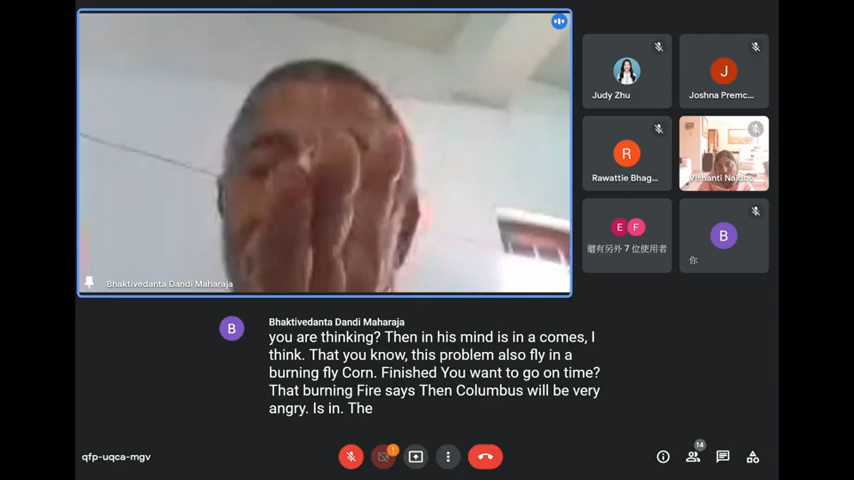 Bhaktivedanta Dandi Maharaja
Judy Zhu
J
Joshna Premc...
R
Rawattie Bhag...
Vishanti Naidoo
E F
還有另外 7 位使用者
B
你
B
Bhaktivedanta Dandi Maharaja
you are thinking? Then in his mind is in a comes, I
think. That you know, this problem also fly in a
burning fly Corn. Finished You want to go on time?
That burning Fire says Then Columbus will be very
angry. Is in. The
qfp-uqca-mgv
14